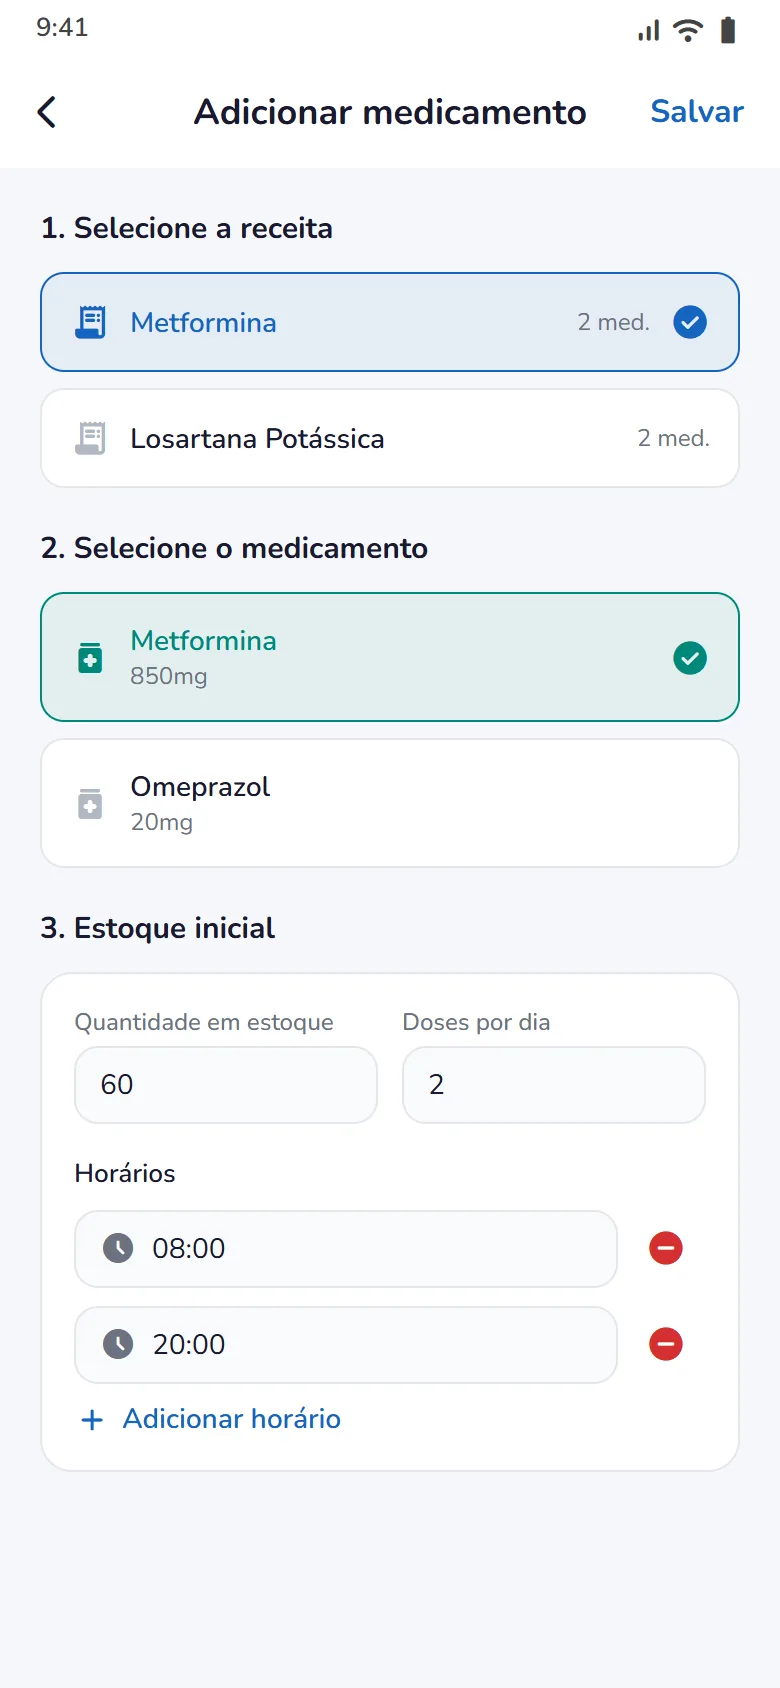 9:41
Adicionar medicamento
Salvar
1. Selecione a receita
Metformina
2 med.
Losartana Potássica
2 med.
2. Selecione o medicamento
Metformina
850mg
Omeprazol
20mg
3. Estoque inicial
Quantidade em estoque
Doses por dia
60
2
Horários
08:00
20:00
+ Adicionar horário